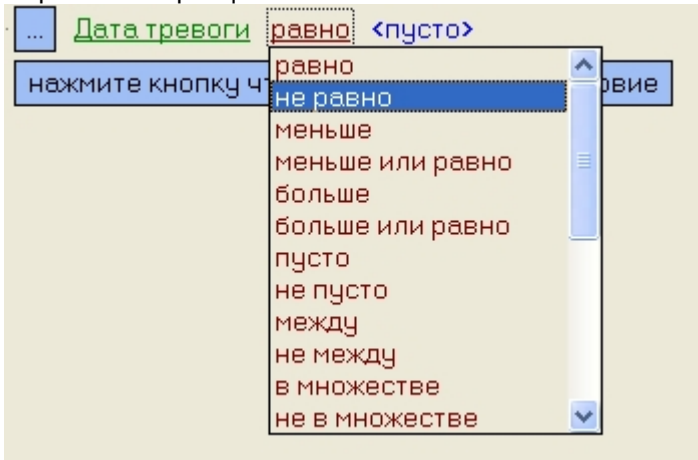 ... Дата тревоги равно <пусто>
равно
нажмите кнопку ч
овие
не равно
меньше
меньше или равно
больше
больше или равно
пусто
не пусто
между
не между
в множестве
не в множестве